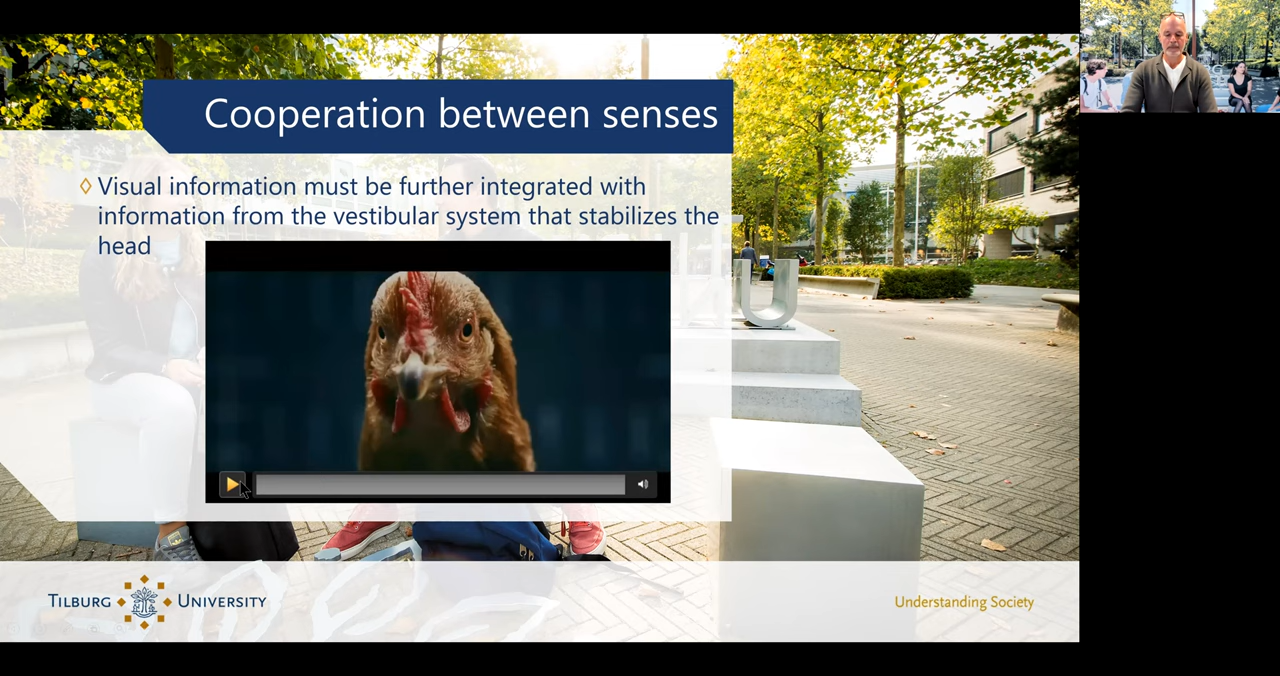 Cooperation between senses
◊ Visual information must be further integrated with
information from the vestibular system that stabilizes the
head
U
TILBURG UNIVERSITY
Understanding Society